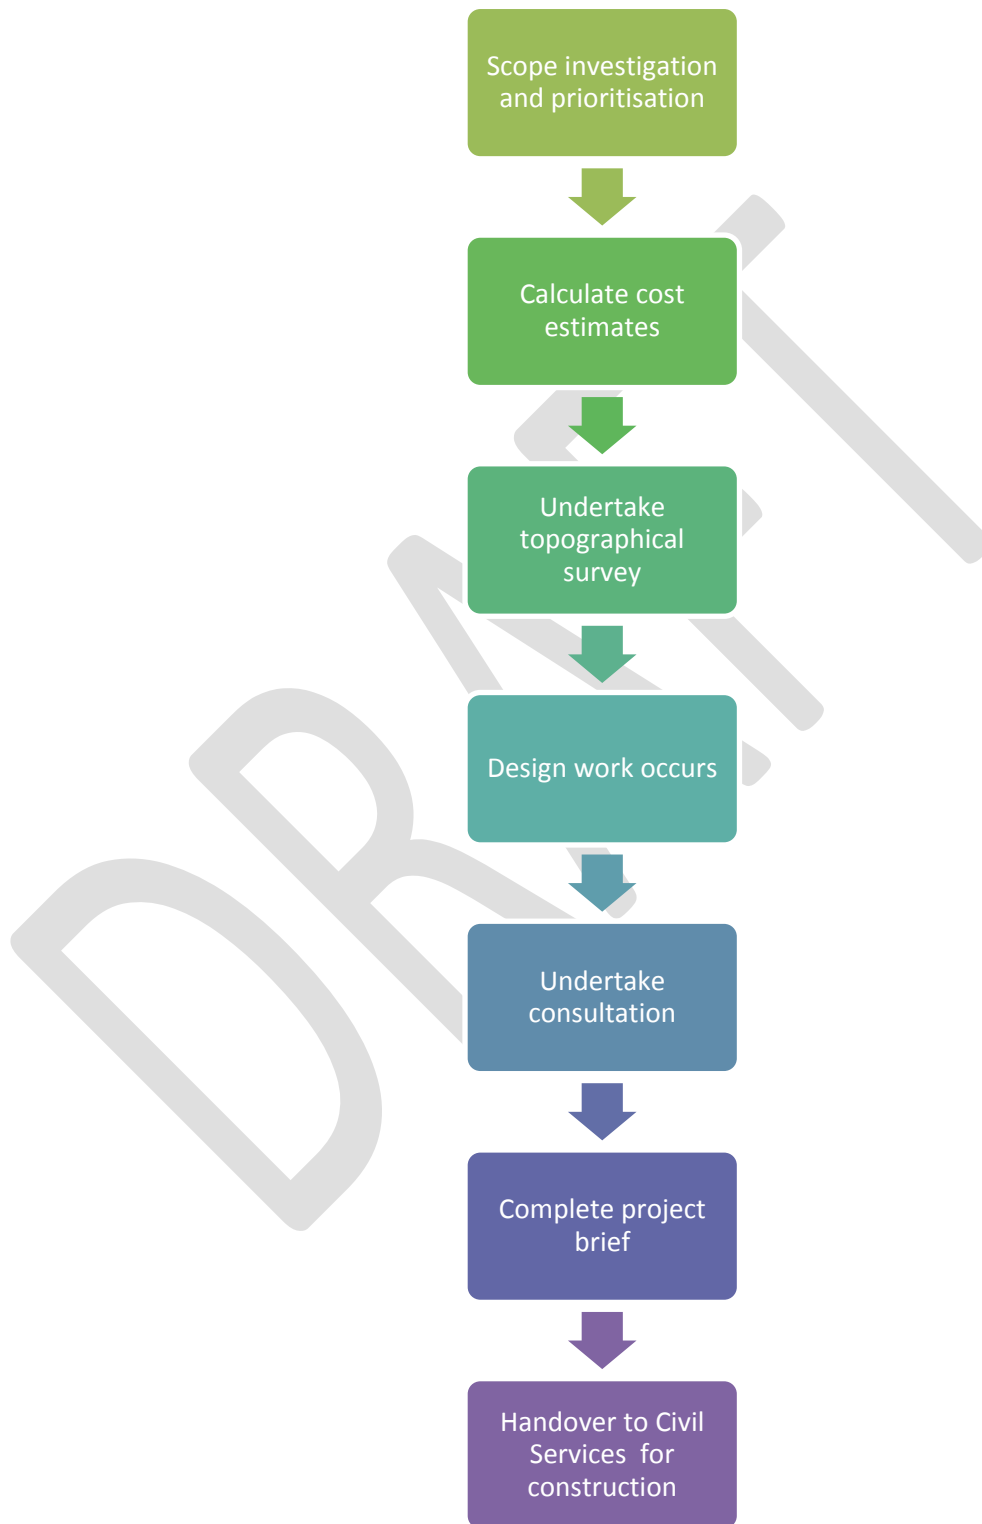 Scope investigation
and prioritisation
Calculate cost
estimates
Undertake
topographical
survey
Design work occurs
Undertake
consultation
Complete project
brief
Handover to Civil
Services  for
construction
DRAFT